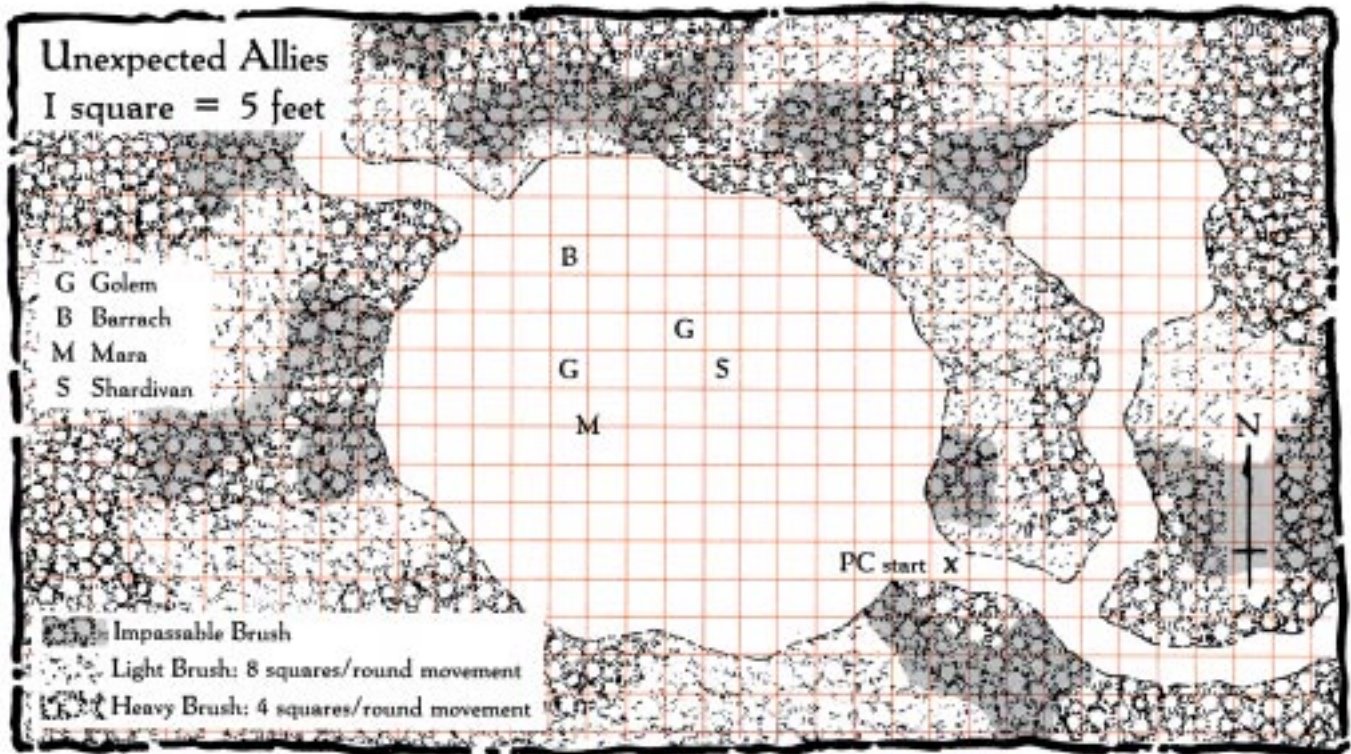 Unexpected Allies
1 square = 5 feet
B
G Golem
B Barrach
M Mara
S Shardivan
G
G
S
M
N
PC start x
Impassable Brush
Light Brush: 8 squares/round movement
Heavy Brush: 4 squares/round movement